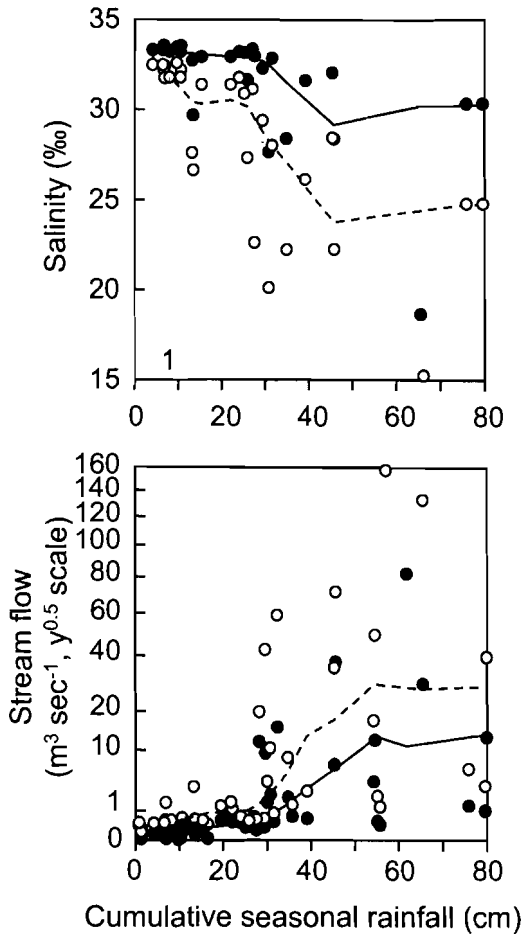 35
30
25
20
15
Salinity (‰)
1
0 20 40 60 80
160
140
120
100
80
60
40
20
10
1
0
Stream flow
(m³ sec⁻¹, y⁰·⁵ scale)
0 20 40 60 80
Cumulative seasonal rainfall (cm)